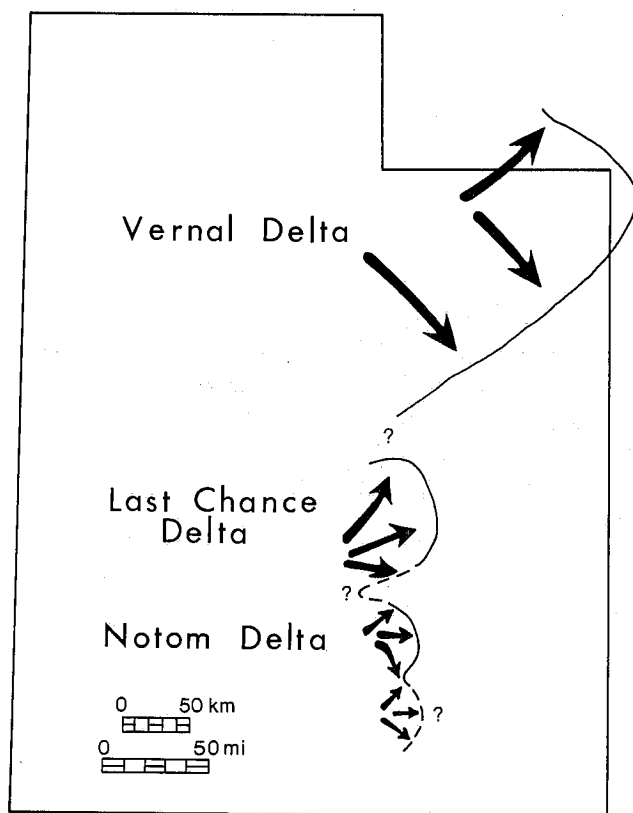 Vernal Delta
?
Last Chance
Delta
?
Notom Delta
0 50 km
?
0 50 mi